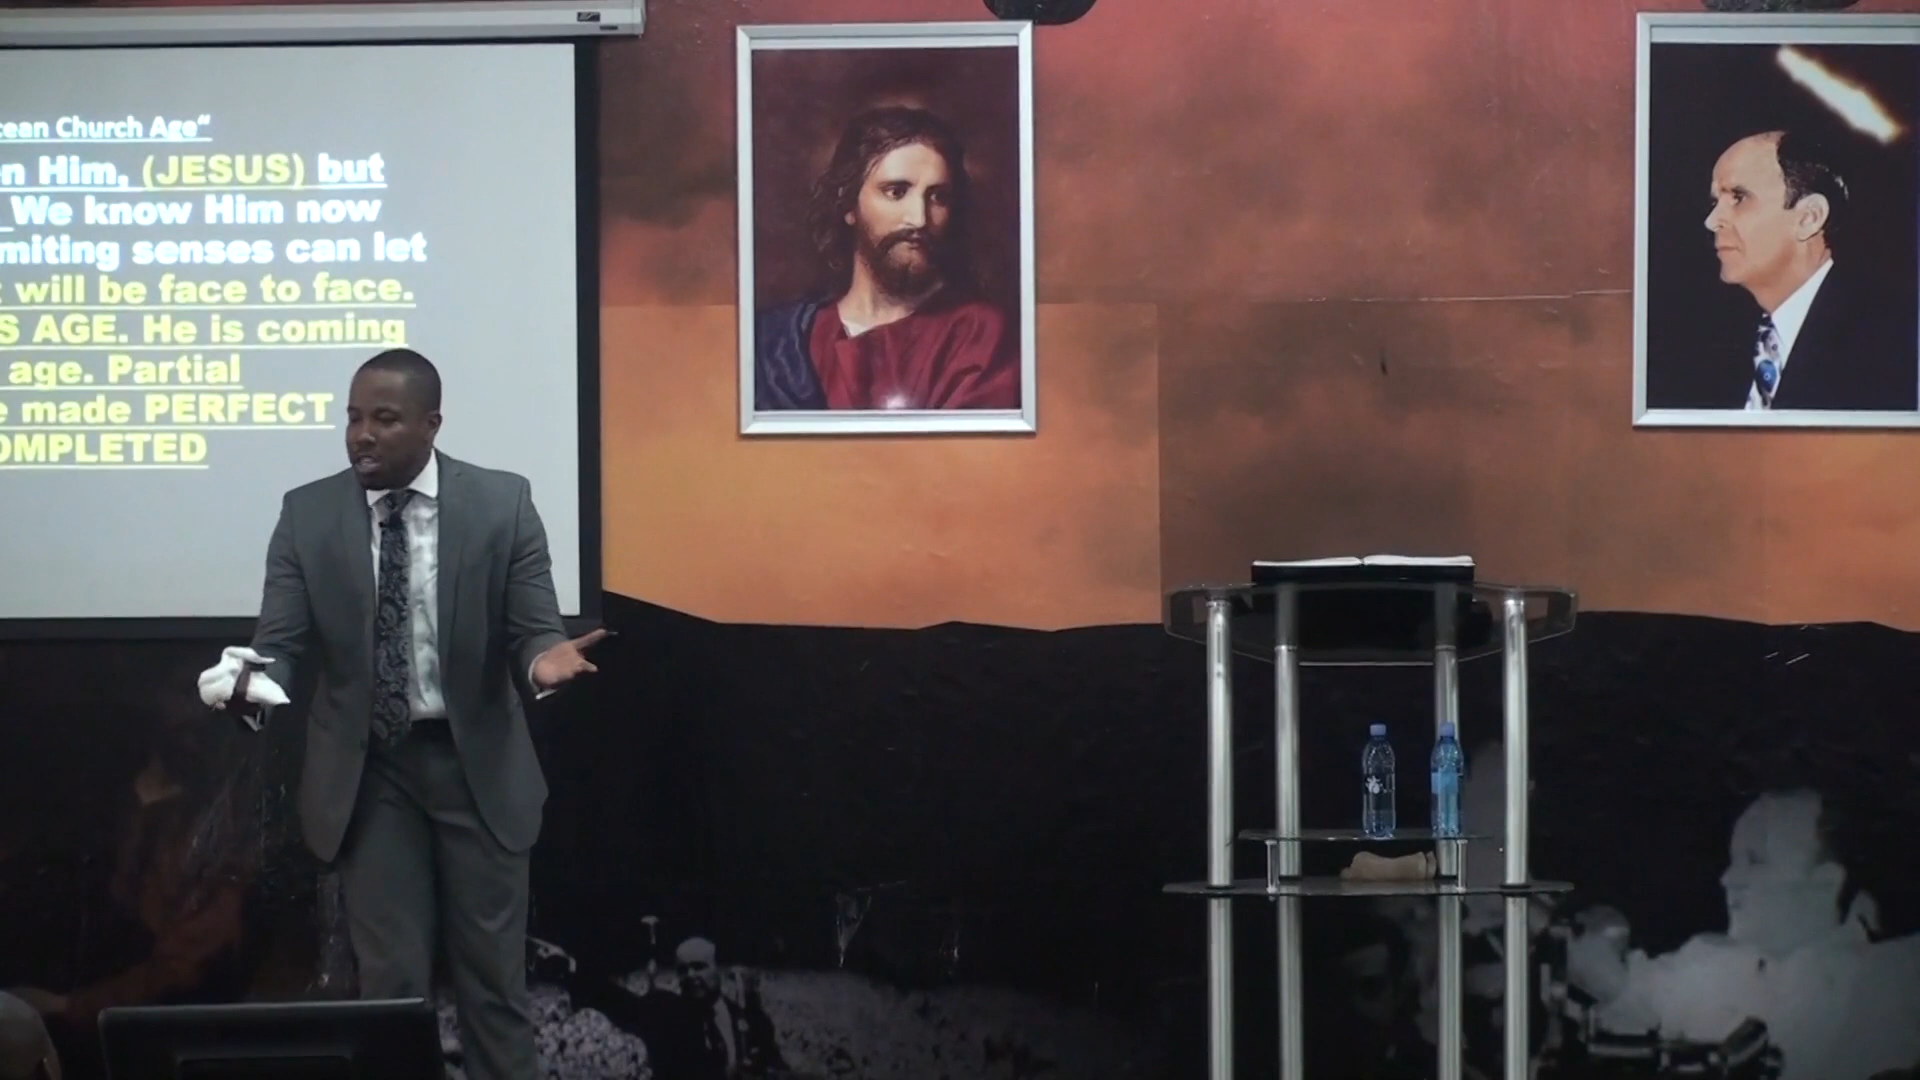 cean Church Age"
n Him, (JESUS) but
We know Him now
miting senses can let
will be face to face.
S AGE. He is coming
age. Partial
e made PERFECT
OMPLETED